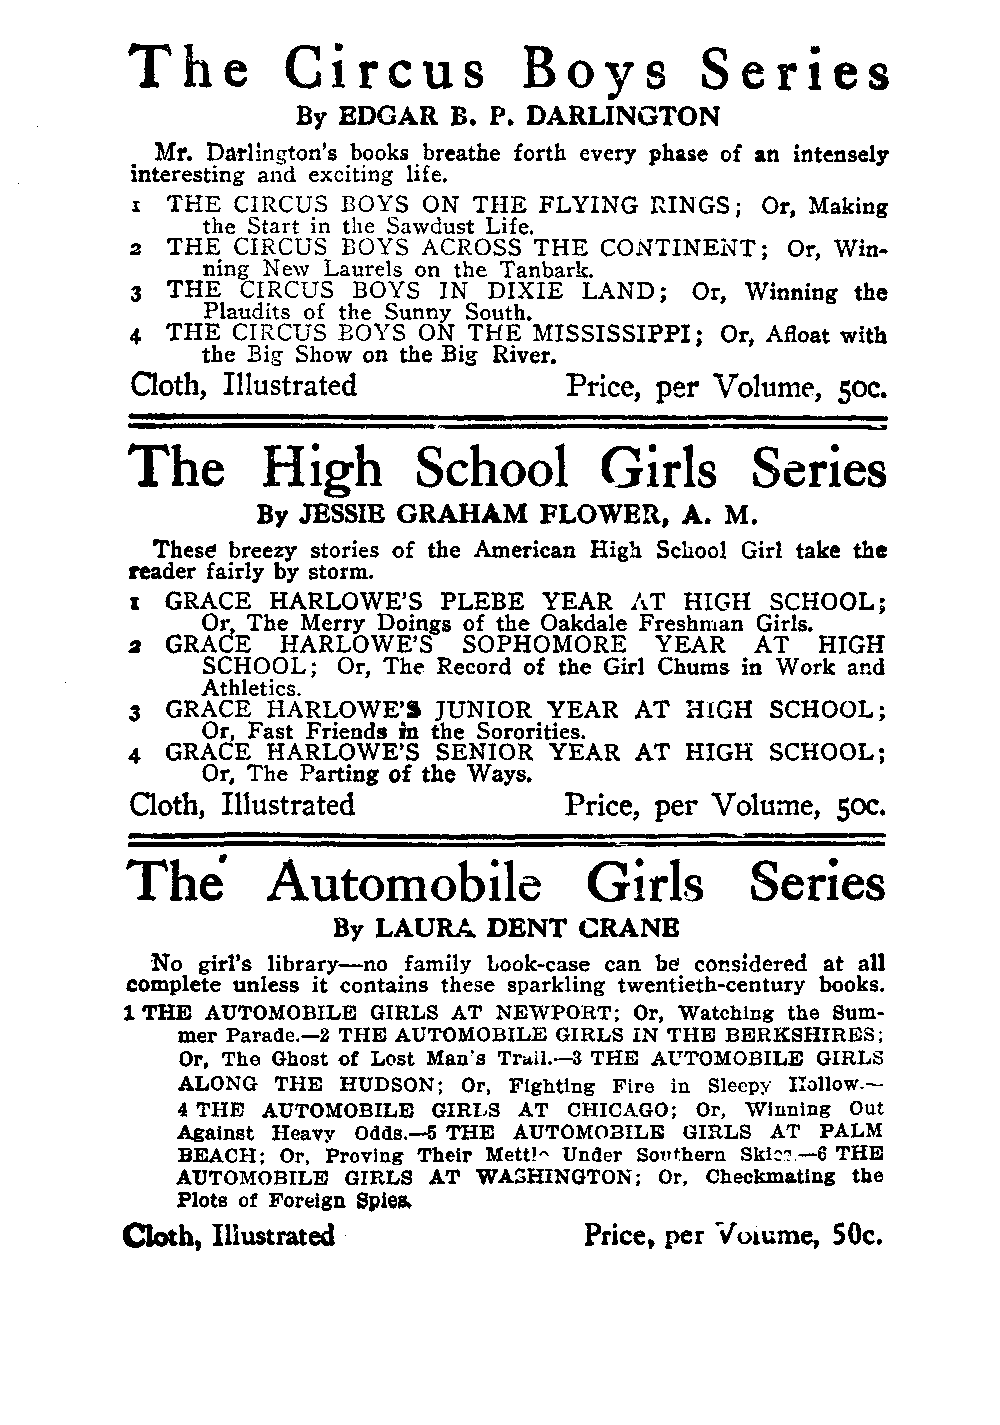 The Circus Boys Series
By EDGAR B. P. DARLINGTON
Mr. Darlington's books breathe forth every phase of an intensely
interesting and exciting life.
1 THE CIRCUS BOYS ON THE FLYING RINGS; Or, Making
the Start in the Sawdust Life.
2 THE CIRCUS BOYS ACROSS THE CONTINENT; Or, Win-
ning New Laurels on the Tanbark.
3 THE CIRCUS BOYS IN DIXIE LAND; Or, Winning the
Plaudits of the Sunny South.
4 THE CIRCUS BOYS ON THE MISSISSIPPI; Or, Afloat with
the Big Show on the Big River.
Cloth, Illustrated Price, per Volume, 50c.
The High School Girls Series
By JESSIE GRAHAM FLOWER, A. M.
These breezy stories of the American High School Girl take the
reader fairly by storm.
1 GRACE HARLOWE'S PLEBE YEAR AT HIGH SCHOOL;
Or, The Merry Doings of the Oakdale Freshman Girls.
2 GRACE HARLOWE'S SOPHOMORE YEAR AT HIGH
SCHOOL; Or, The Record of the Girl Chums in Work and
Athletics.
3 GRACE HARLOWE'S JUNIOR YEAR AT HIGH SCHOOL;
Or, Fast Friends in the Sororities.
4 GRACE HARLOWE'S SENIOR YEAR AT HIGH SCHOOL;
Or, The Parting of the Ways.
Cloth, Illustrated Price, per Volume, 50c.
The Automobile Girls Series
By LAURA DENT CRANE
No girl's library—no family book-case can be considered at all
complete unless it contains these sparkling twentieth-century books.
1 THE AUTOMOBILE GIRLS AT NEWPORT; Or, Watching the Sum-
mer Parade.—2 THE AUTOMOBILE GIRLS IN THE BERKSHIRES;
Or, The Ghost of Lost Man's Trail.—3 THE AUTOMOBILE GIRLS
ALONG THE HUDSON; Or, Fighting Fire in Sleepy Hollow.—
4 THE AUTOMOBILE GIRLS AT CHICAGO; Or, Winning Out
Against Heavy Odds.—5 THE AUTOMOBILE GIRLS AT PALM
BEACH; Or, Proving Their Mettle Under Southern Skies.—6 THE
AUTOMOBILE GIRLS AT WASHINGTON; Or, Checkmating the
Plots of Foreign Spies.
Cloth, Illustrated Price, per Volume, 50c.